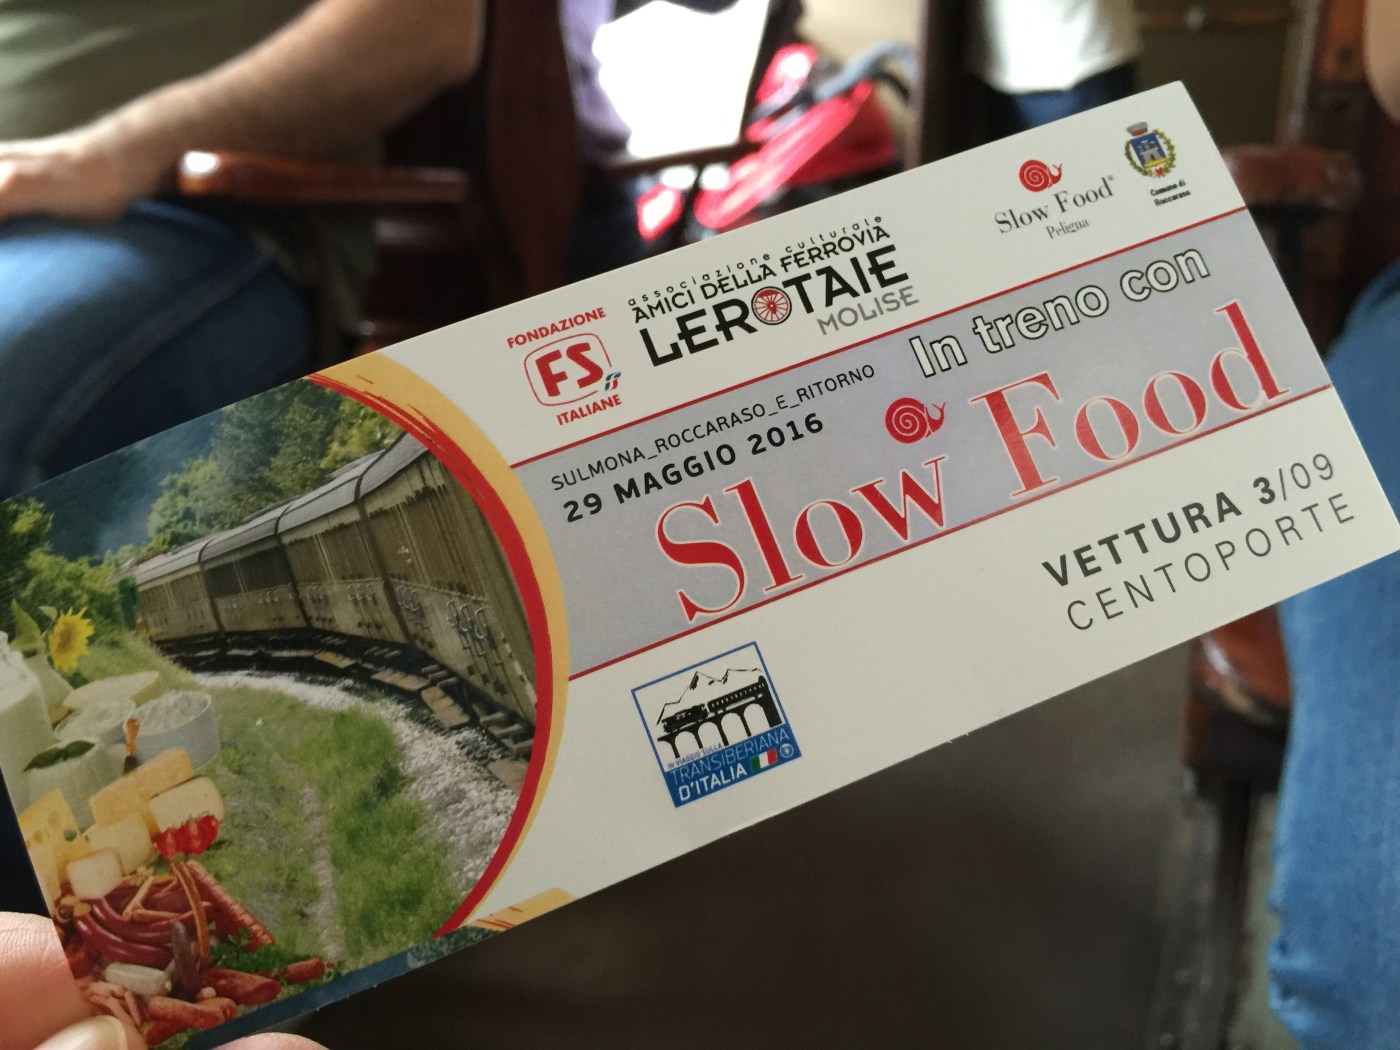 FONDAZIONE
FS
ITALIANE
associazione culturale
AMICI DELLA FERROVIA
LEROTAIE
MOLISE
Slow Food®
Peligna
Comune di
Roccaraso
SULMONA_ROCCARASO_E_RITORNO
29 MAGGIO 2016
In treno con
Slow Food
VETTURA 3/09
CENTOPORTE
IN VIAGGIO SULLA
TRANSIBERIANA
D'ITALIA